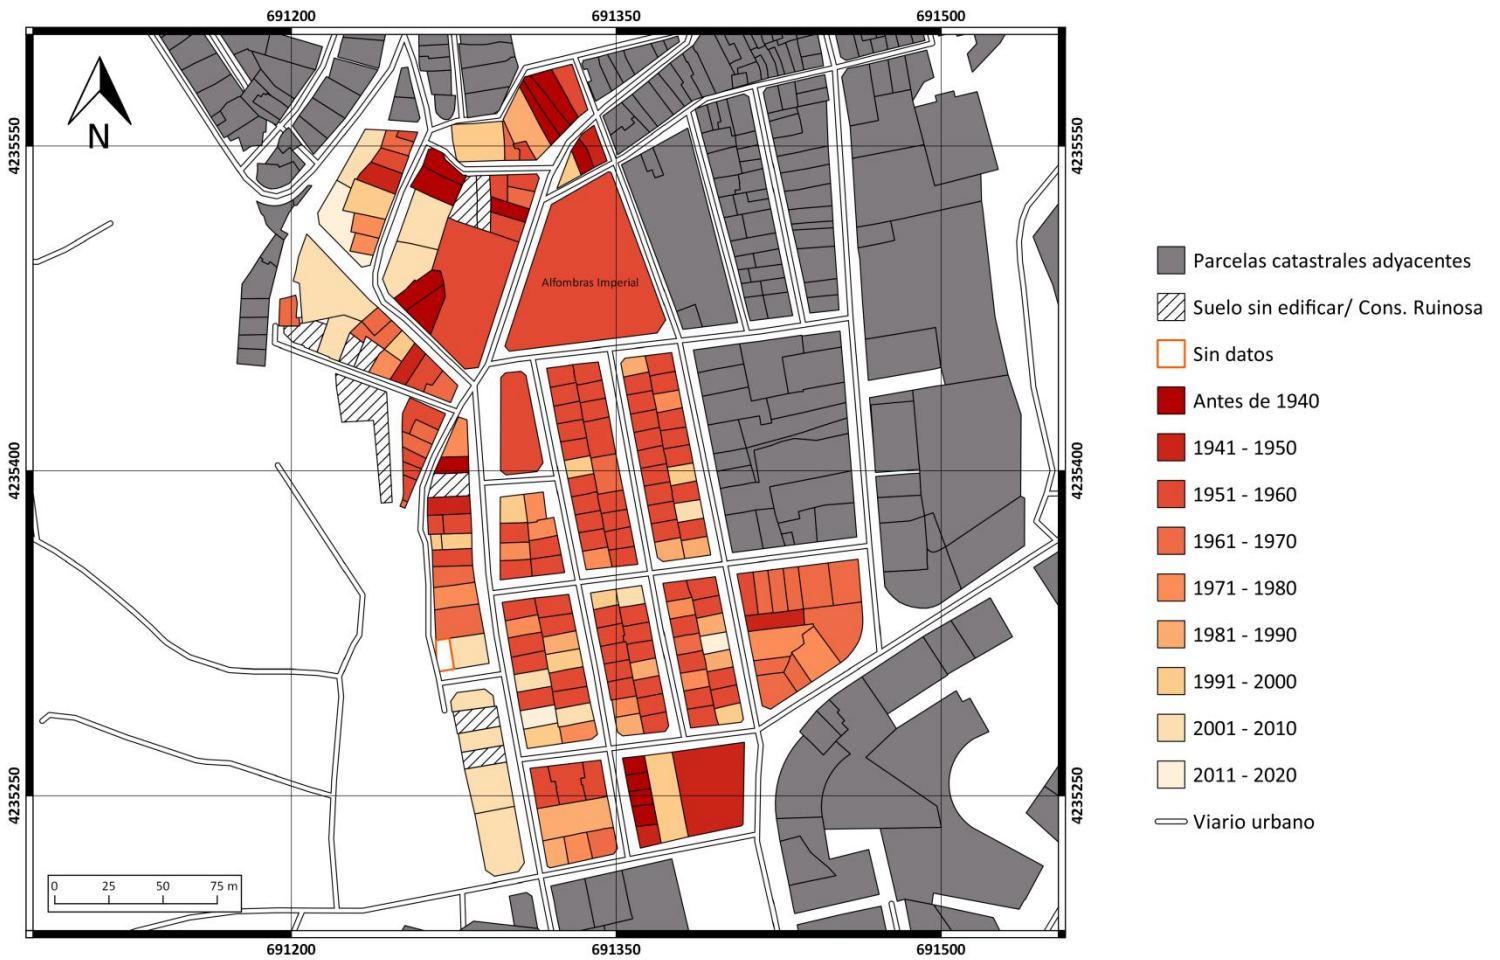 691200 691350 691500
4235550 4235550
N
Alfombras Imperial
Parcelas catastrales adyacentes
Suelo sin edificar/ Cons. Ruinosa
Sin datos
Antes de 1940
4235400 4235400
1941 - 1950
1951 - 1960
1961 - 1970
1971 - 1980
1981 - 1990
1991 - 2000
2001 - 2010
2011 - 2020
Viario urbano
4235250 4235250
0 25 50 75 m
691200 691350 691500